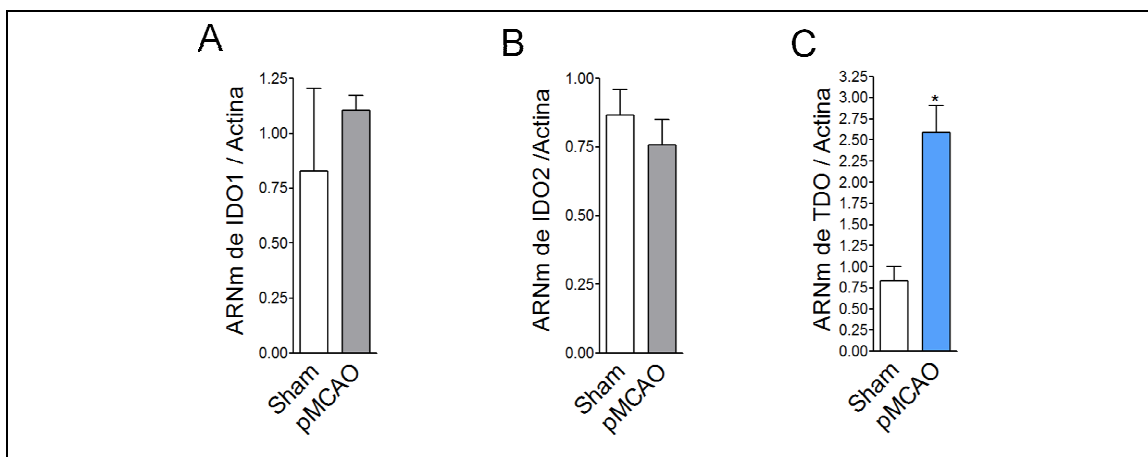 A
ARNm de IDO1 / Actina
1.25
1.00
0.75
0.50
0.25
0.00
Sham
pMCAO
B
ARNm de IDO2 /Actina
1.00
0.75
0.50
0.25
0.00
Sham
pMCAO
C
ARNm de TDO / Actina
3.25
3.00
2.75
2.50
2.25
2.00
1.75
1.50
1.25
1.00
0.75
0.50
0.25
0.00
*
Sham
pMCAO